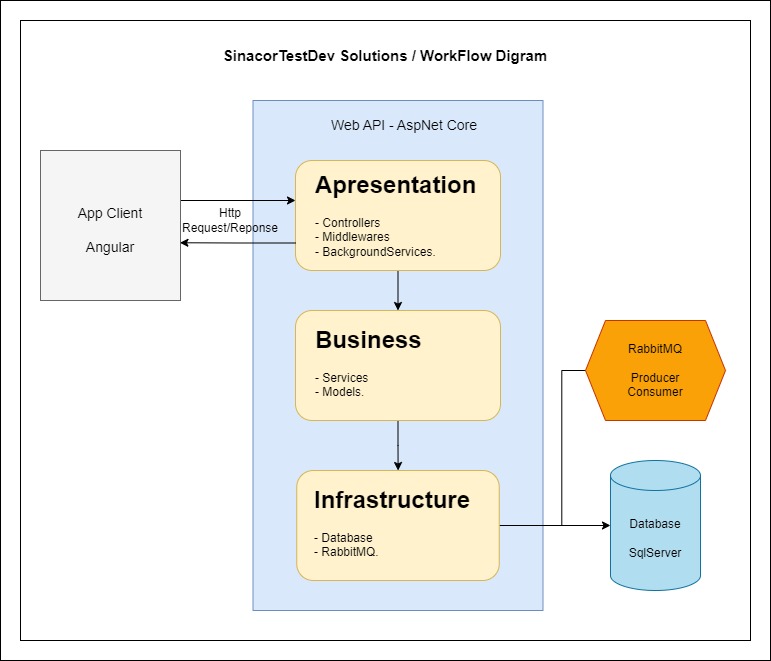 SinacorTestDev Solutions / WorkFlow Digram
Web API - AspNet Core
App Client
Angular
Http
Request/Reponse
Apresentation
- Controllers
- Middlewares
- BackgroundServices.
Business
- Services
- Models.
RabbitMQ
Producer
Consumer
Infrastructure
- Database
- RabbitMQ.
Database
SqlServer